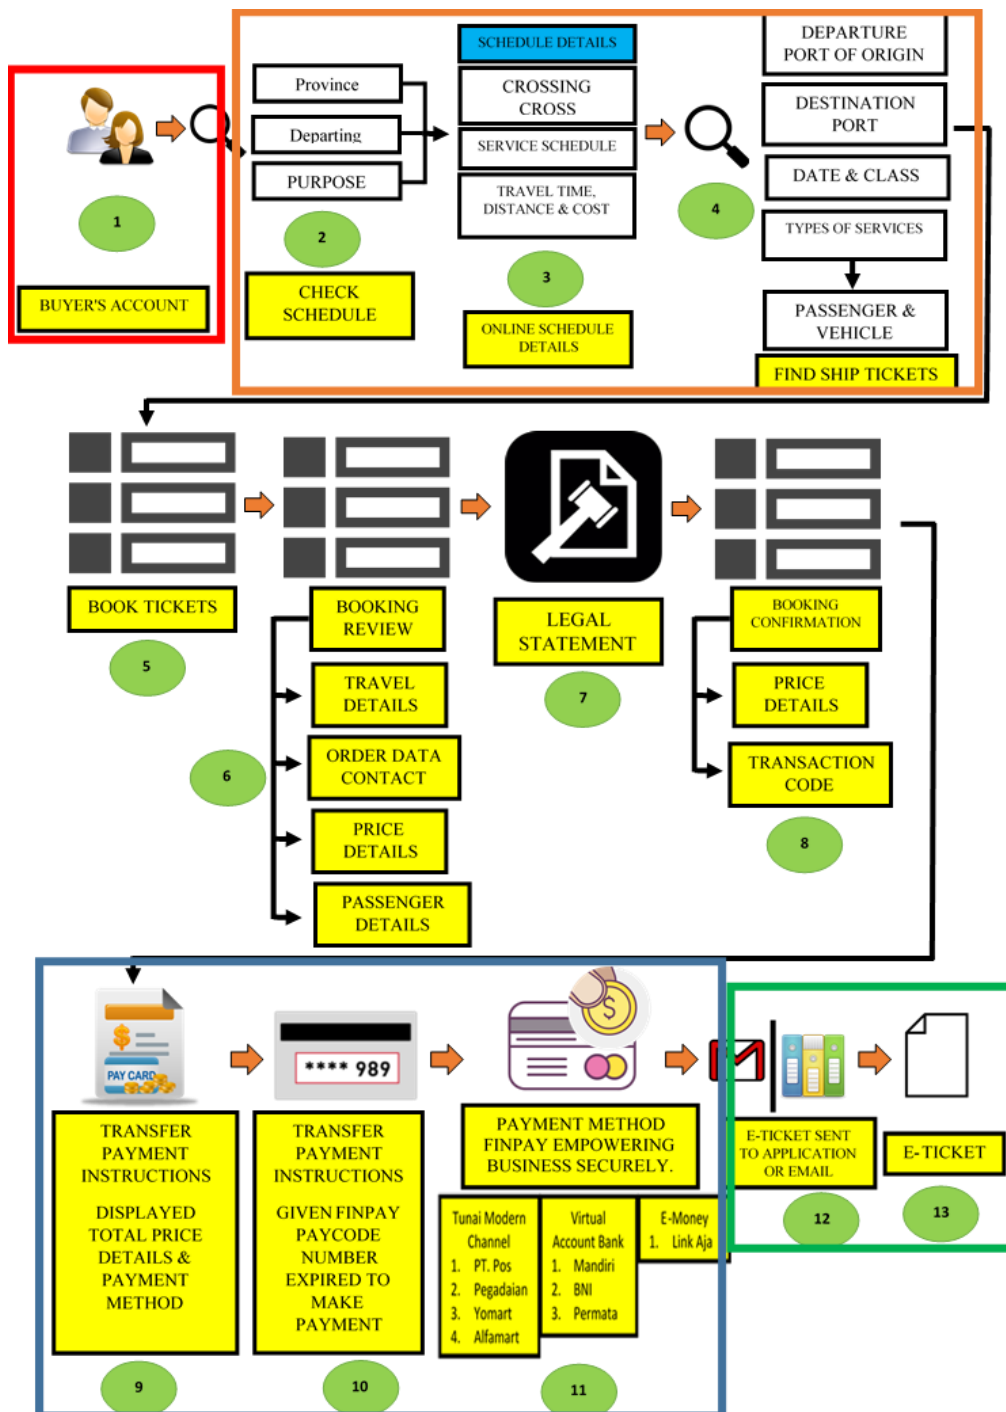 1
BUYER'S ACCOUNT
Province
Departing
PURPOSE
2
CHECK
SCHEDULE
SCHEDULE DETAILS
CROSSING
CROSS
SERVICE SCHEDULE
TRAVEL TIME,
DISTANCE & COST
3
ONLINE SCHEDULE
DETAILS
4
DEPARTURE
PORT OF ORIGIN
DESTINATION
PORT
DATE & CLASS
TYPES OF SERVICES
PASSENGER &
VEHICLE
FIND SHIP TICKETS
BOOK TICKETS
5
BOOKING
REVIEW
TRAVEL
DETAILS
ORDER DATA
CONTACT
6
PRICE
DETAILS
PASSENGER
DETAILS
LEGAL
STATEMENT
7
BOOKING
CONFIRMATION
PRICE
DETAILS
TRANSACTION
CODE
8
$
PAY CARD
TRANSFER
PAYMENT
INSTRUCTIONS
DISPLAYED
TOTAL PRICE
DETAILS &
PAYMENT
METHOD
9
**** 989
TRANSFER
PAYMENT
INSTRUCTIONS
GIVEN FINPAY
PAYCODE
NUMBER
EXPIRED TO
MAKE
PAYMENT
10
$
PAYMENT METHOD
FINPAY EMPOWERING
BUSINESS SECURELY.
Tunai Modern
Channel
1. PT. Pos
2. Pegadaian
3. Yomart
4. Alfamart
Virtual
Account Bank
1. Mandiri
2. BNI
3. Permata
E-Money
1. Link Aja
11
E-TICKET SENT
TO APPLICATION
OR EMAIL
12
E-TICKET
13